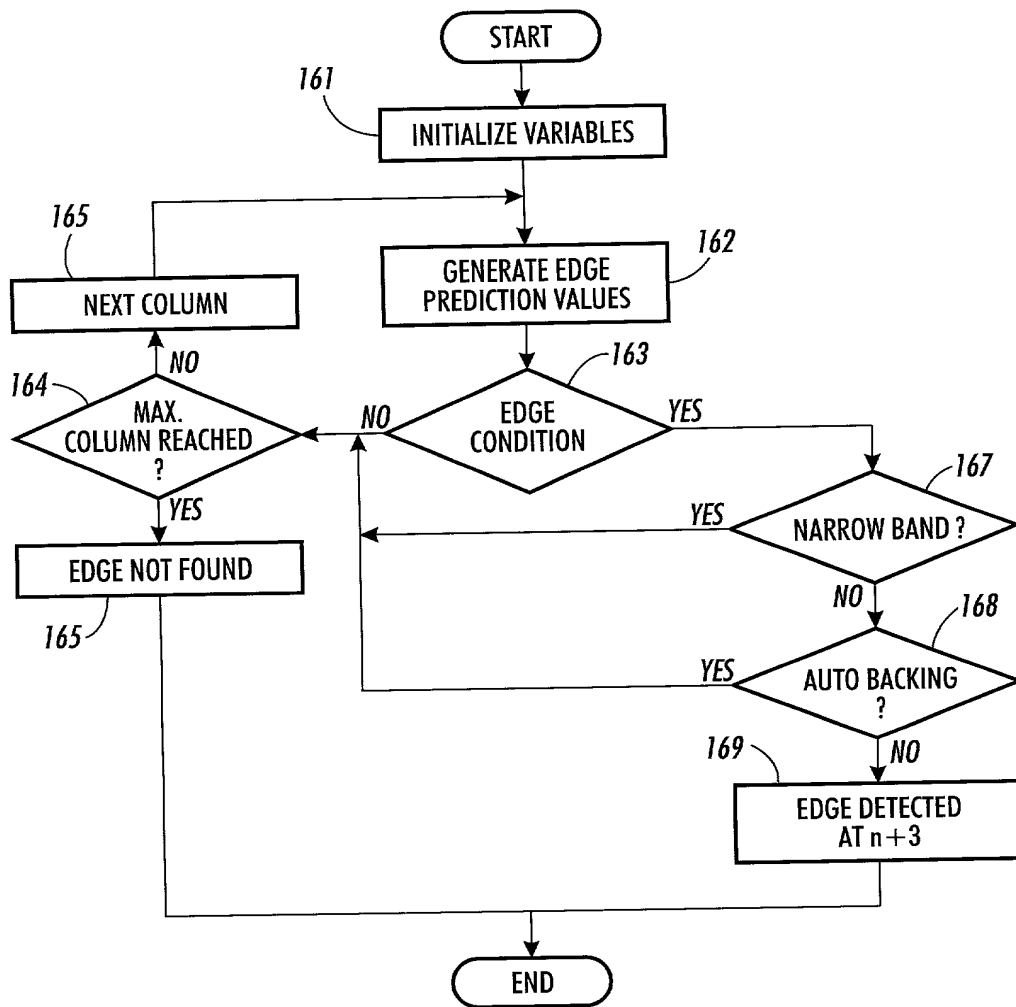 START
161
INITIALIZE VARIABLES
165
162
GENERATE EDGE
PREDICTION VALUES
NEXT COLUMN
NO
163
164
MAX.
COLUMN REACHED
?
NO
EDGE
CONDITION
YES
167
YES
NARROW BAND ?
YES
EDGE NOT FOUND
165
NO
168
YES
AUTO BACKING
?
NO
169
EDGE DETECTED
AT n+3
END